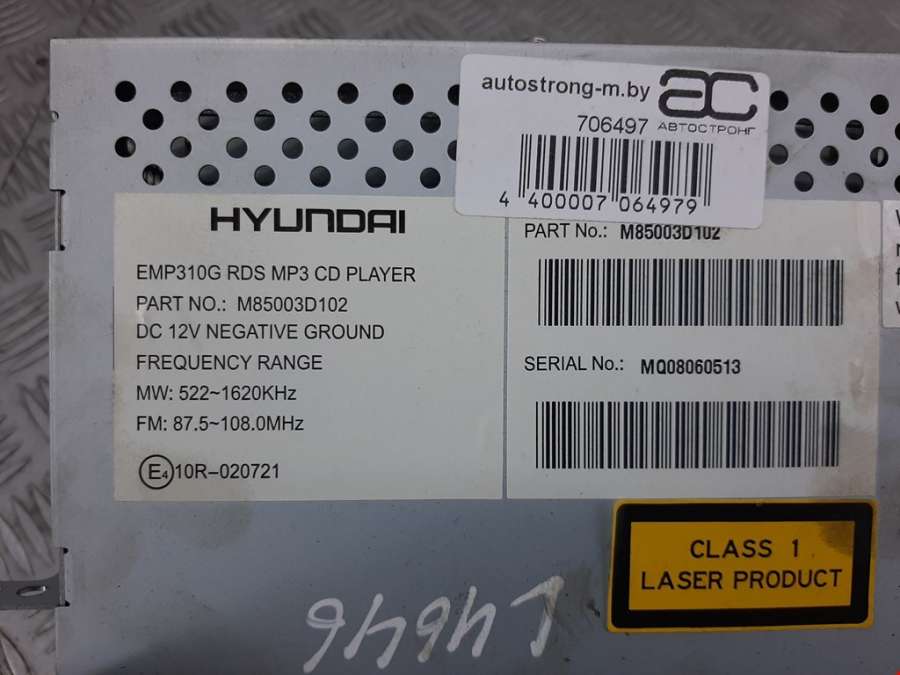 autostrong-m.by
ac
706497 АВТОСТРОНГ
4 400007 064979
HYUNDAI
EMP310G RDS MP3 CD PLAYER
PART NO.: M85003D102
DC 12V NEGATIVE GROUND
FREQUENCY RANGE
MW: 522~1620KHz
FM: 87.5~108.0MHz
E4 10R-020721
PART No.: M85003D102
SERIAL No.: MQ08060513
CLASS 1
LASER PRODUCT